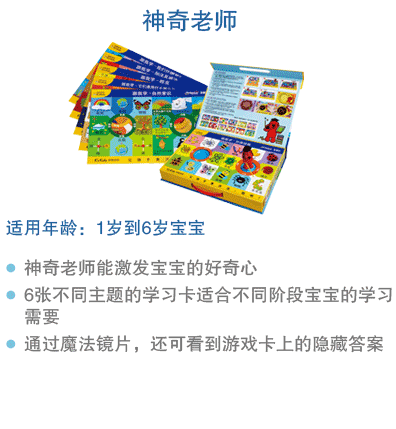 神奇老师
适用年龄：1岁到6岁宝宝
神奇老师能激发宝宝的好奇心
6张不同主题的学习卡适合不同阶段宝宝的学习
需要
通过魔法镜片，还可看到游戏卡上的隐藏答案